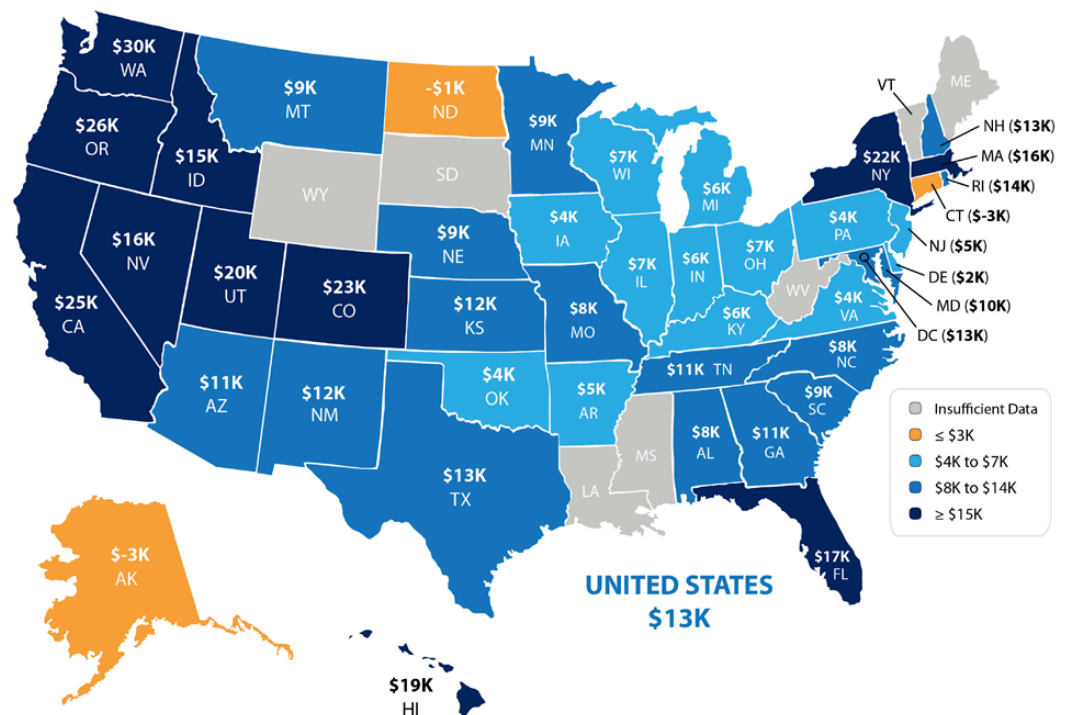 $30K
WA
$9K
MT
-$1K
ND
$9K
MN
VT
ME
NH ($13K)
$26K
OR
$15K
ID
WY
SD
$7K
WI
$6K
MI
$22K
NY
MA ($16K)
RI ($14K)
CT ($-3K)
$16K
NV
$9K
NE
$4K
IA
$4K
PA
NJ ($5K)
$25K
CA
$20K
UT
$23K
CO
$12K
KS
$8K
MO
$7K
IL
$6K
IN
$7K
OH
WV
$6K
KY
$4K
VA
DE ($2K)
MD ($10K)
DC ($13K)
$11K
AZ
$12K
NM
$4K
OK
$5K
AR
$11K TN
$8K
NC
$9K
SC
$13K
TX
LA
MS
$8K
AL
$11K
GA
$17K
FL
Insufficient Data
≤ $3K
$4K to $7K
$8K to $14K
≥ $15K
$-3K
AK
$19K
HI
UNITED STATES
$13K